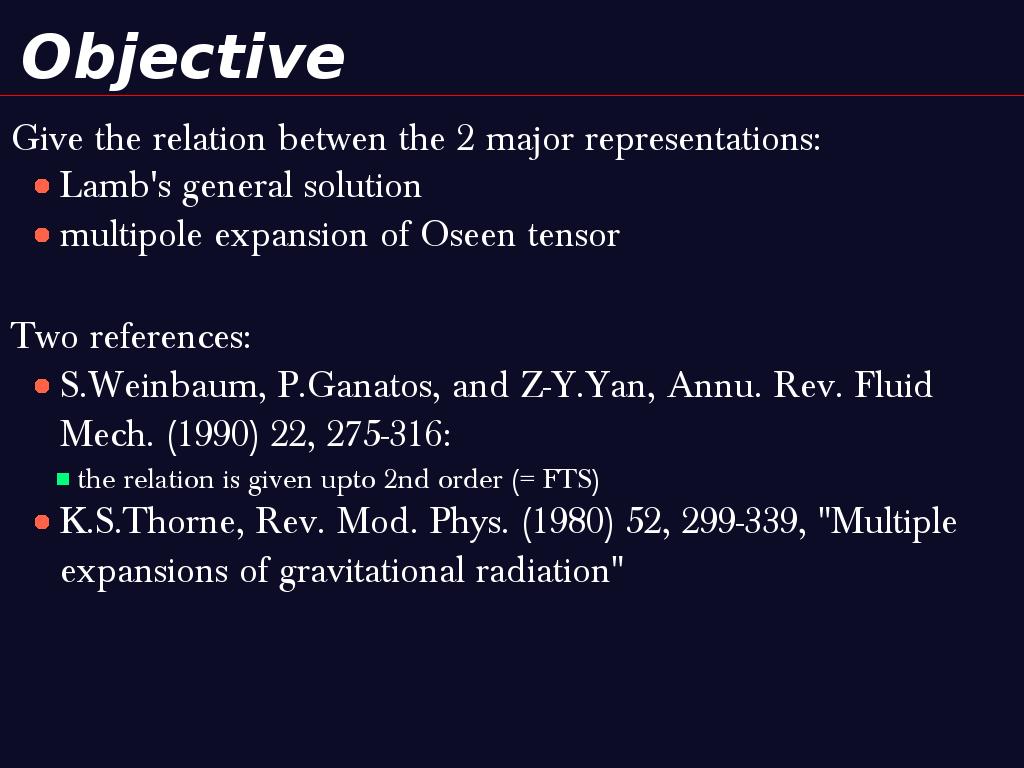 Objective
Give the relation betwen the 2 major representations:
Lamb's general solution
multipole expansion of Oseen tensor
Two references:
S.Weinbaum, P.Ganatos, and Z-Y.Yan, Annu. Rev. Fluid
Mech. (1990) 22, 275-316:
the relation is given upto 2nd order (= FTS)
K.S.Thorne, Rev. Mod. Phys. (1980) 52, 299-339, "Multiple
expansions of gravitational radiation"